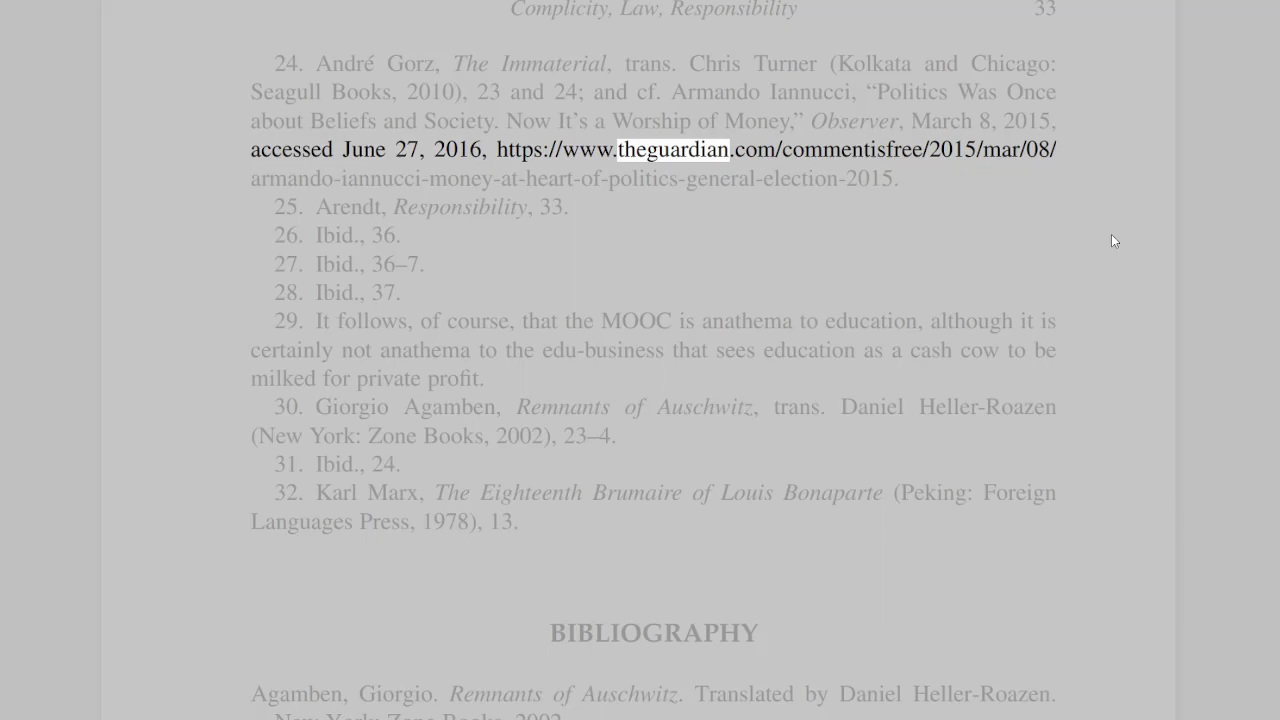 Complicity, Law, Responsibility 33
24. André Gorz, The Immaterial, trans. Chris Turner (Kolkata and Chicago:
Seagull Books, 2010), 23 and 24; and cf. Armando Iannucci, “Politics Was Once
about Beliefs and Society. Now It’s a Worship of Money,” Observer, March 8, 2015,
accessed June 27, 2016, https://www.theguardian.com/commentisfree/2015/mar/08/
armando-iannucci-money-at-heart-of-politics-general-election-2015.
25. Arendt, Responsibility, 33.
26. Ibid., 36.
27. Ibid., 36–7.
28. Ibid., 37.
29. It follows, of course, that the MOOC is anathema to education, although it is
certainly not anathema to the edu-business that sees education as a cash cow to be
milked for private profit.
30. Giorgio Agamben, Remnants of Auschwitz, trans. Daniel Heller-Roazen
(New York: Zone Books, 2002), 23–4.
31. Ibid., 24.
32. Karl Marx, The Eighteenth Brumaire of Louis Bonaparte (Peking: Foreign
Languages Press, 1978), 13.
BIBLIOGRAPHY
Agamben, Giorgio. Remnants of Auschwitz. Translated by Daniel Heller-Roazen.
New York: Zone Books, 2002.